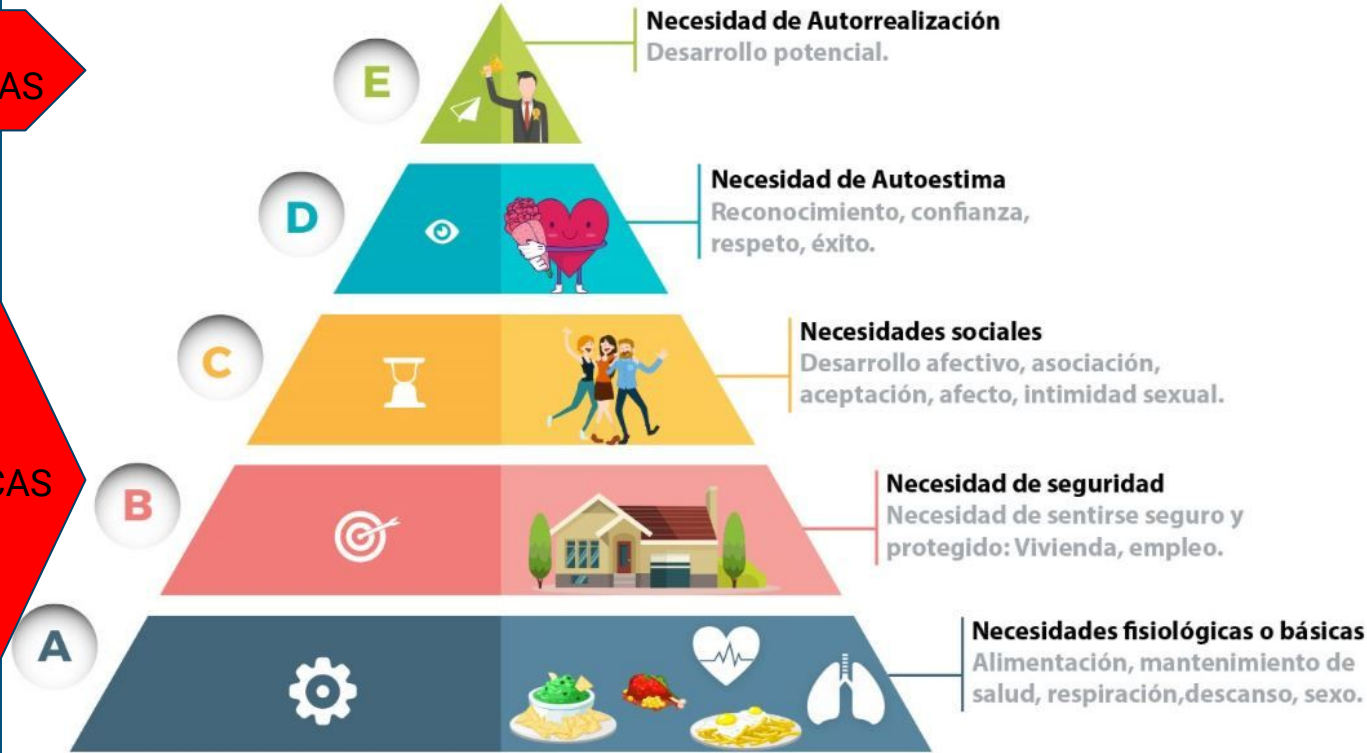 Necesidad de Autorrealización
Desarrollo potencial.
E
AS
Necesidad de Autoestima
Reconocimiento, confianza,
respeto, éxito.
D
Necesidades sociales
Desarrollo afectivo, asociación,
aceptación, afecto, intimidad sexual.
C
CAS
Necesidad de seguridad
Necesidad de sentirse seguro y
protegido: Vivienda, empleo.
B
Necesidades fisiológicas o básicas
Alimentación, mantenimiento de
salud, respiración,descanso, sexo.
A